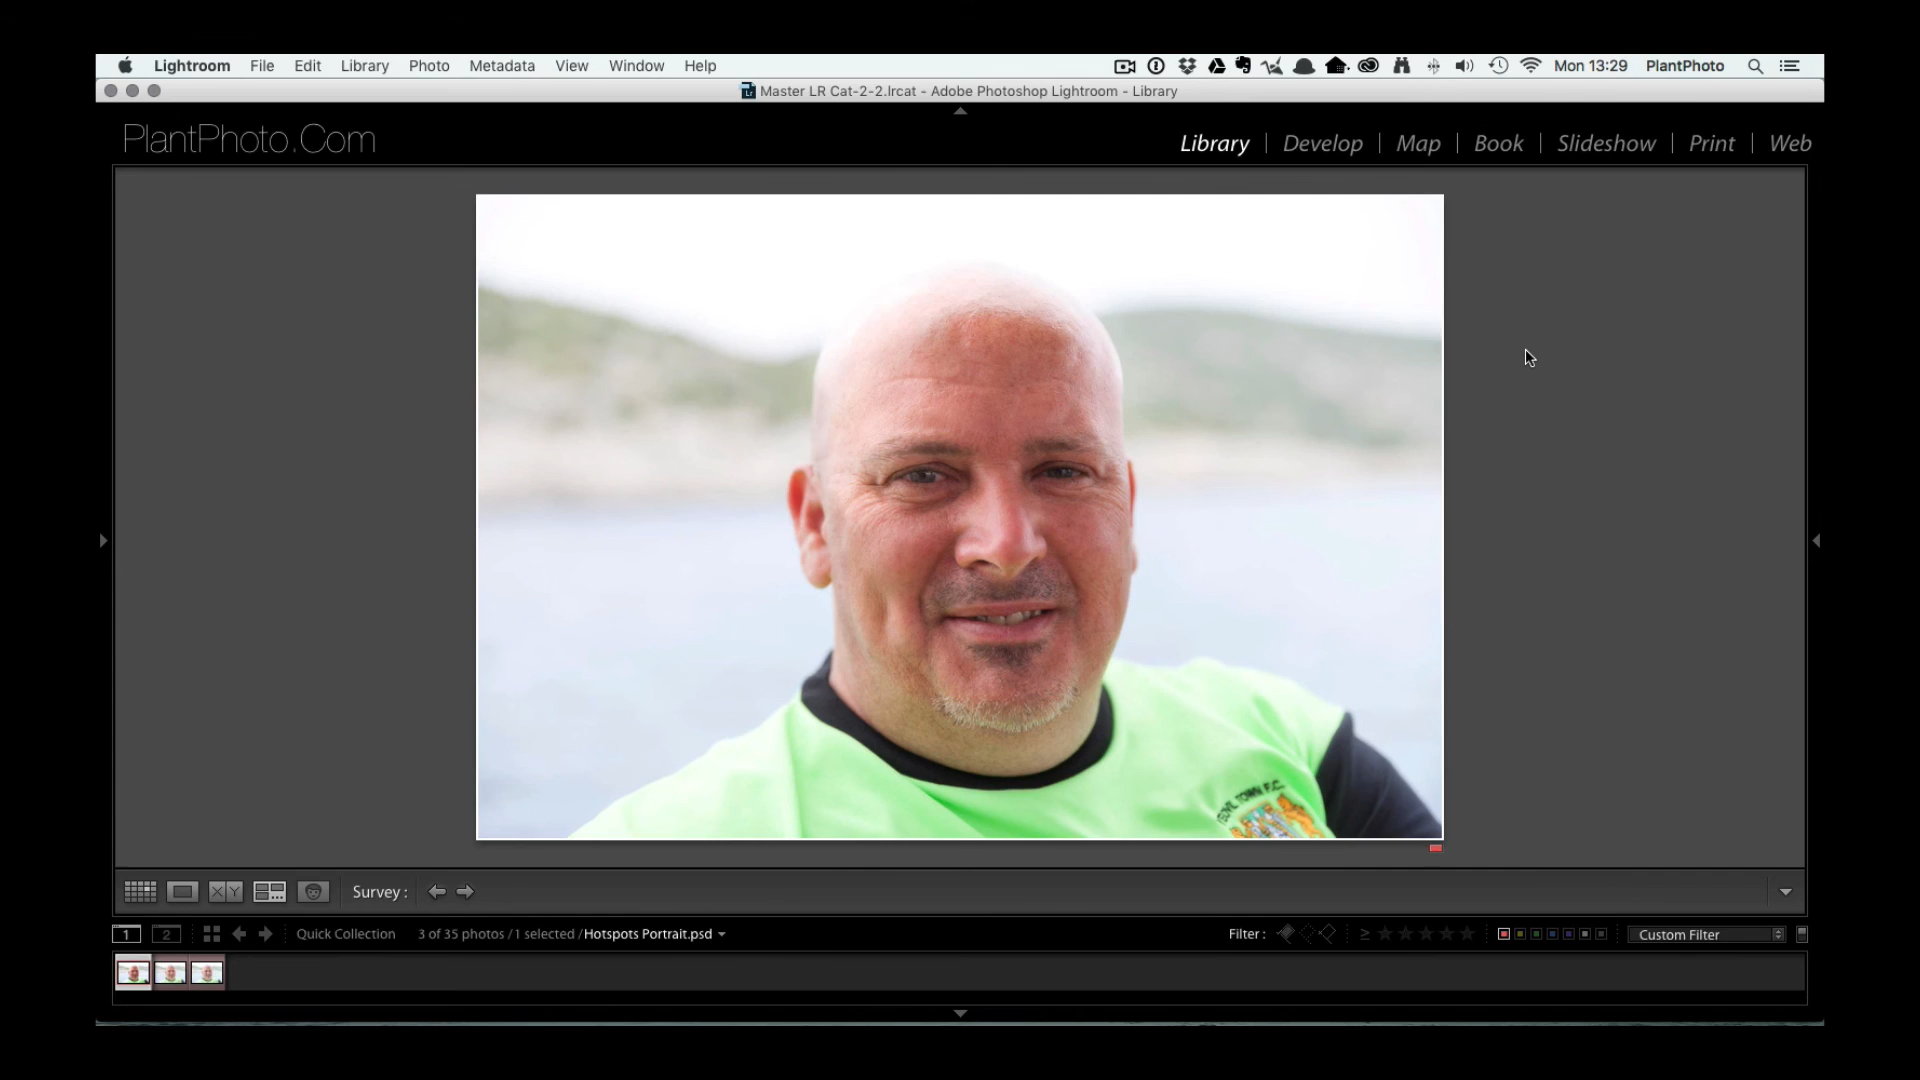 Lightroom File Edit Library Photo Metadata View Window Help Mon 13:29 PlantPhoto
Master LR Cat-2-2.lrcat - Adobe Photoshop Lightroom - Library
PlantPhoto.Com
Library | Develop | Map | Book | Slideshow | Print | Web
TOWN F.C.
XY Survey :
1 2 Quick Collection 3 of 35 photos / 1 selected / Hotspots Portrait.psd Filter : ≥ Custom Filter